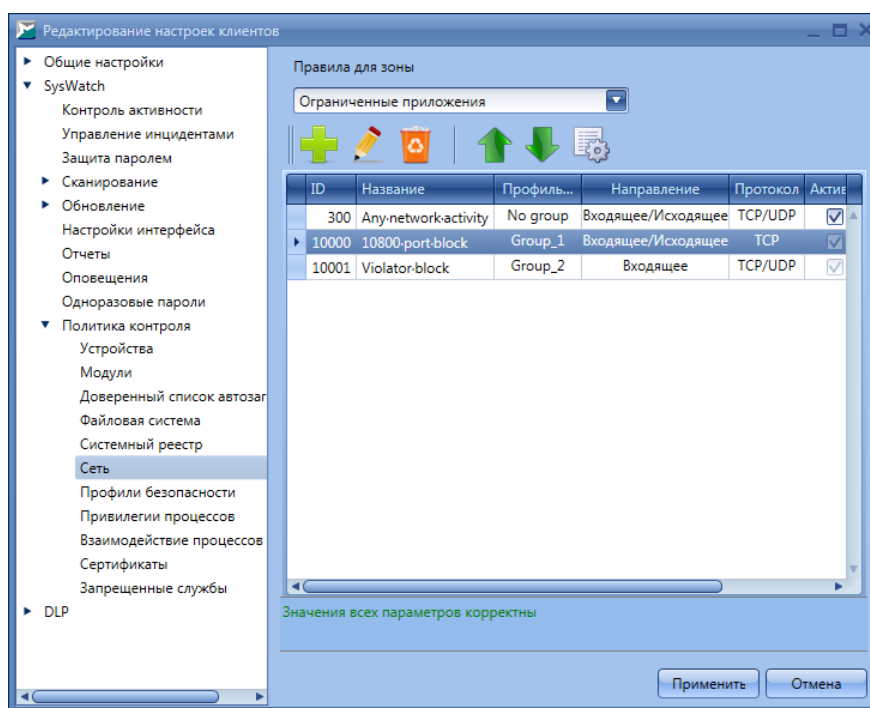 Редактирование настроек клиентов
Общие настройки
SysWatch
Контроль активности
Управление инцидентами
Защита паролем
Сканирование
Обновление
Настройки интерфейса
Отчеты
Оповещения
Одноразовые пароли
Политика контроля
Устройства
Модули
Доверенный список автозаг
Файловая система
Системный реестр
Сеть
Профили безопасности
Привилегии процессов
Взаимодействие процессов
Сертификаты
Запрещенные службы
DLP
Правила для зоны
Ограниченные приложения
ID Название Профиль... Направление Протокол Актив
300 Any·network·activity No group Входящее/Исходящее TCP/UDP
10000 10800·port·block Group_1 Входящее/Исходящее TCP
10001 Violator·block Group_2 Входящее TCP/UDP
Значения всех параметров корректны
Применить Отмена